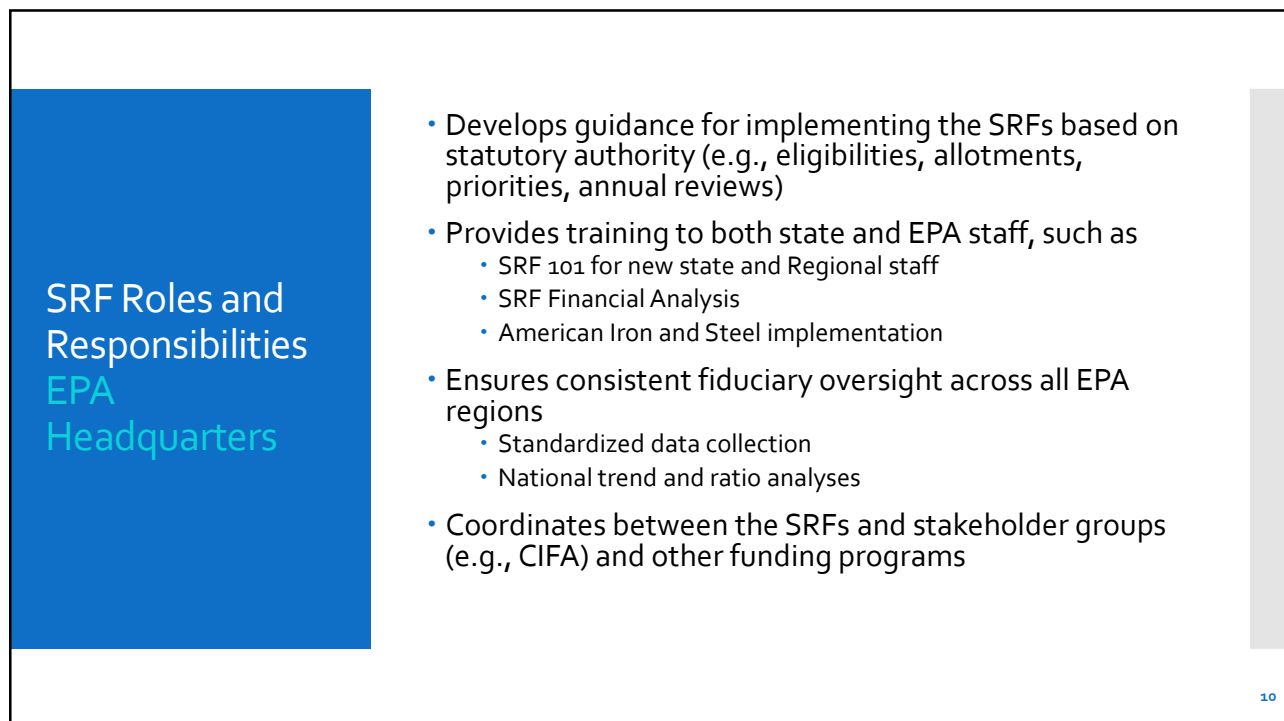 SRF Roles and
Responsibilities
EPA
Headquarters
• Develops guidance for implementing the SRFs based on
statutory authority (e.g., eligibilities, allotments,
priorities, annual reviews)
• Provides training to both state and EPA staff, such as
• SRF 101 for new state and Regional staff
• SRF Financial Analysis
• American Iron and Steel implementation
• Ensures consistent fiduciary oversight across all EPA
regions
• Standardized data collection
• National trend and ratio analyses
• Coordinates between the SRFs and stakeholder groups
(e.g., CIFA) and other funding programs
10